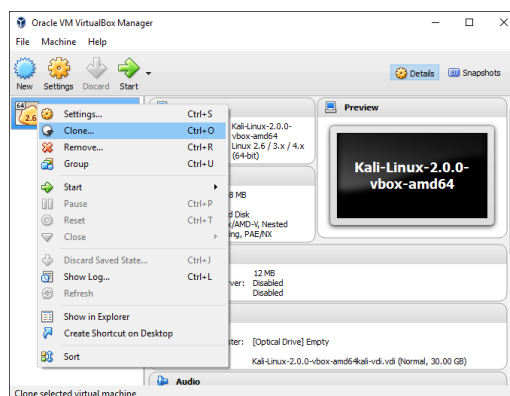 Oracle VM VirtualBox Manager
File Machine Help
New Settings Discard Start
Details Snapshots
64
2.6
Settings... Ctrl+S
Clone... Ctrl+O
Remove... Ctrl+R
Group Ctrl+U
Start
Pause Ctrl+P
Reset Ctrl+T
Close
Discard Saved State... Ctrl+J
Show Log... Ctrl+L
Refresh
Show in Explorer
Create Shortcut on Desktop
Sort
Kali-Linux-2.0.0-
vbox-amd64
Linux 2.6 / 3.x / 4.x
(64-bit)
8 MB
d Disk
x/AMD-V, Nested
ing, PAE/NX
Preview
Kali-Linux-2.0.0-
vbox-amd64
12 MB
ver: Disabled
Disabled
ster: [Optical Drive] Empty
Kali-Linux-2.0.0-vbox-amd64kali-vdi.vdi (Normal, 30.00 GB)
Audio
Clone selected virtual machine